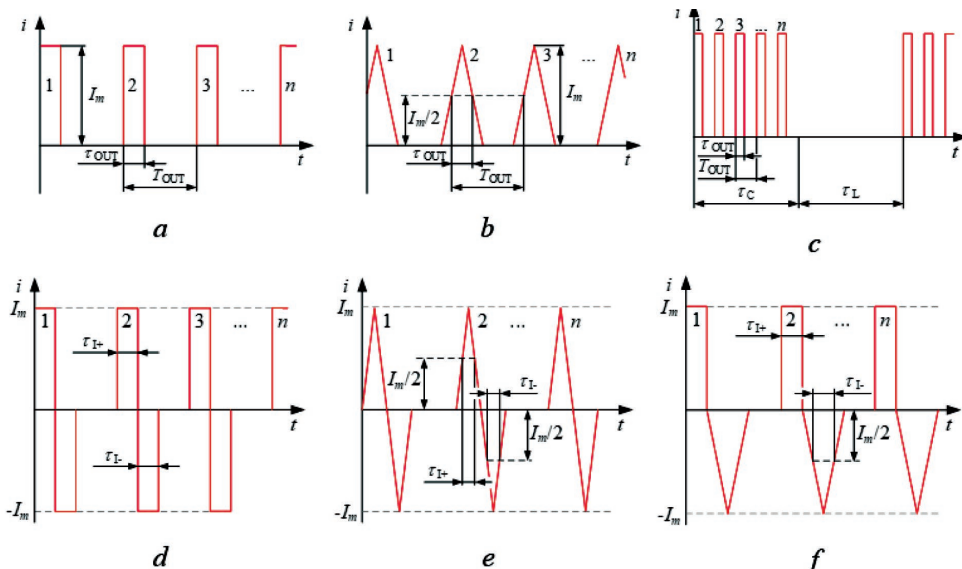 i
1
I_m
2
3
...
n
t
τ_OUT
T_OUT
a
i
1
2
3
...
n
I_m/2
I_m
t
τ_OUT
T_OUT
b
i
1 2 3 ... n
t
τ_OUT
T_OUT
τ_C
τ_L
c
i
I_m
1
2
3
...
n
τ_I+
t
τ_I-
-I_m
d
i
I_m
1
2
...
n
I_m/2
τ_I-
t
I_m/2
τ_I+
-I_m
e
i
I_m
1
2
...
n
τ_I+
τ_I-
t
I_m/2
-I_m
f